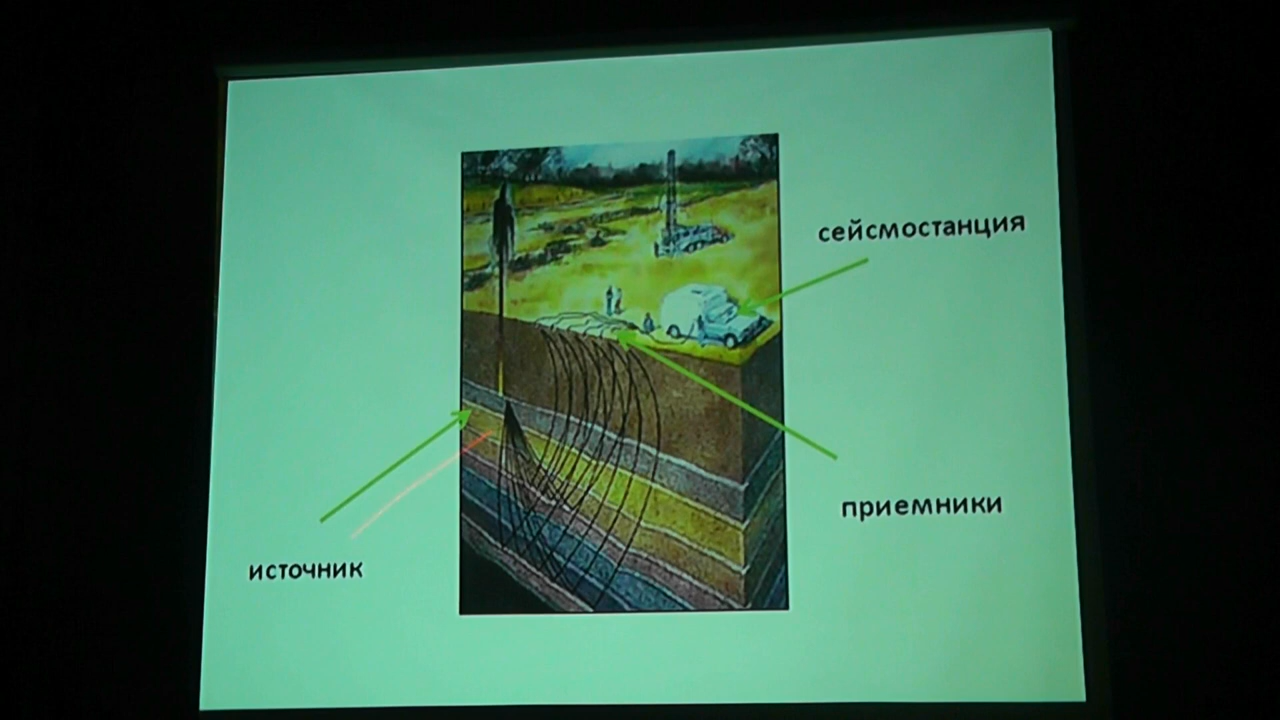 сейсмостанция
приемники
источник